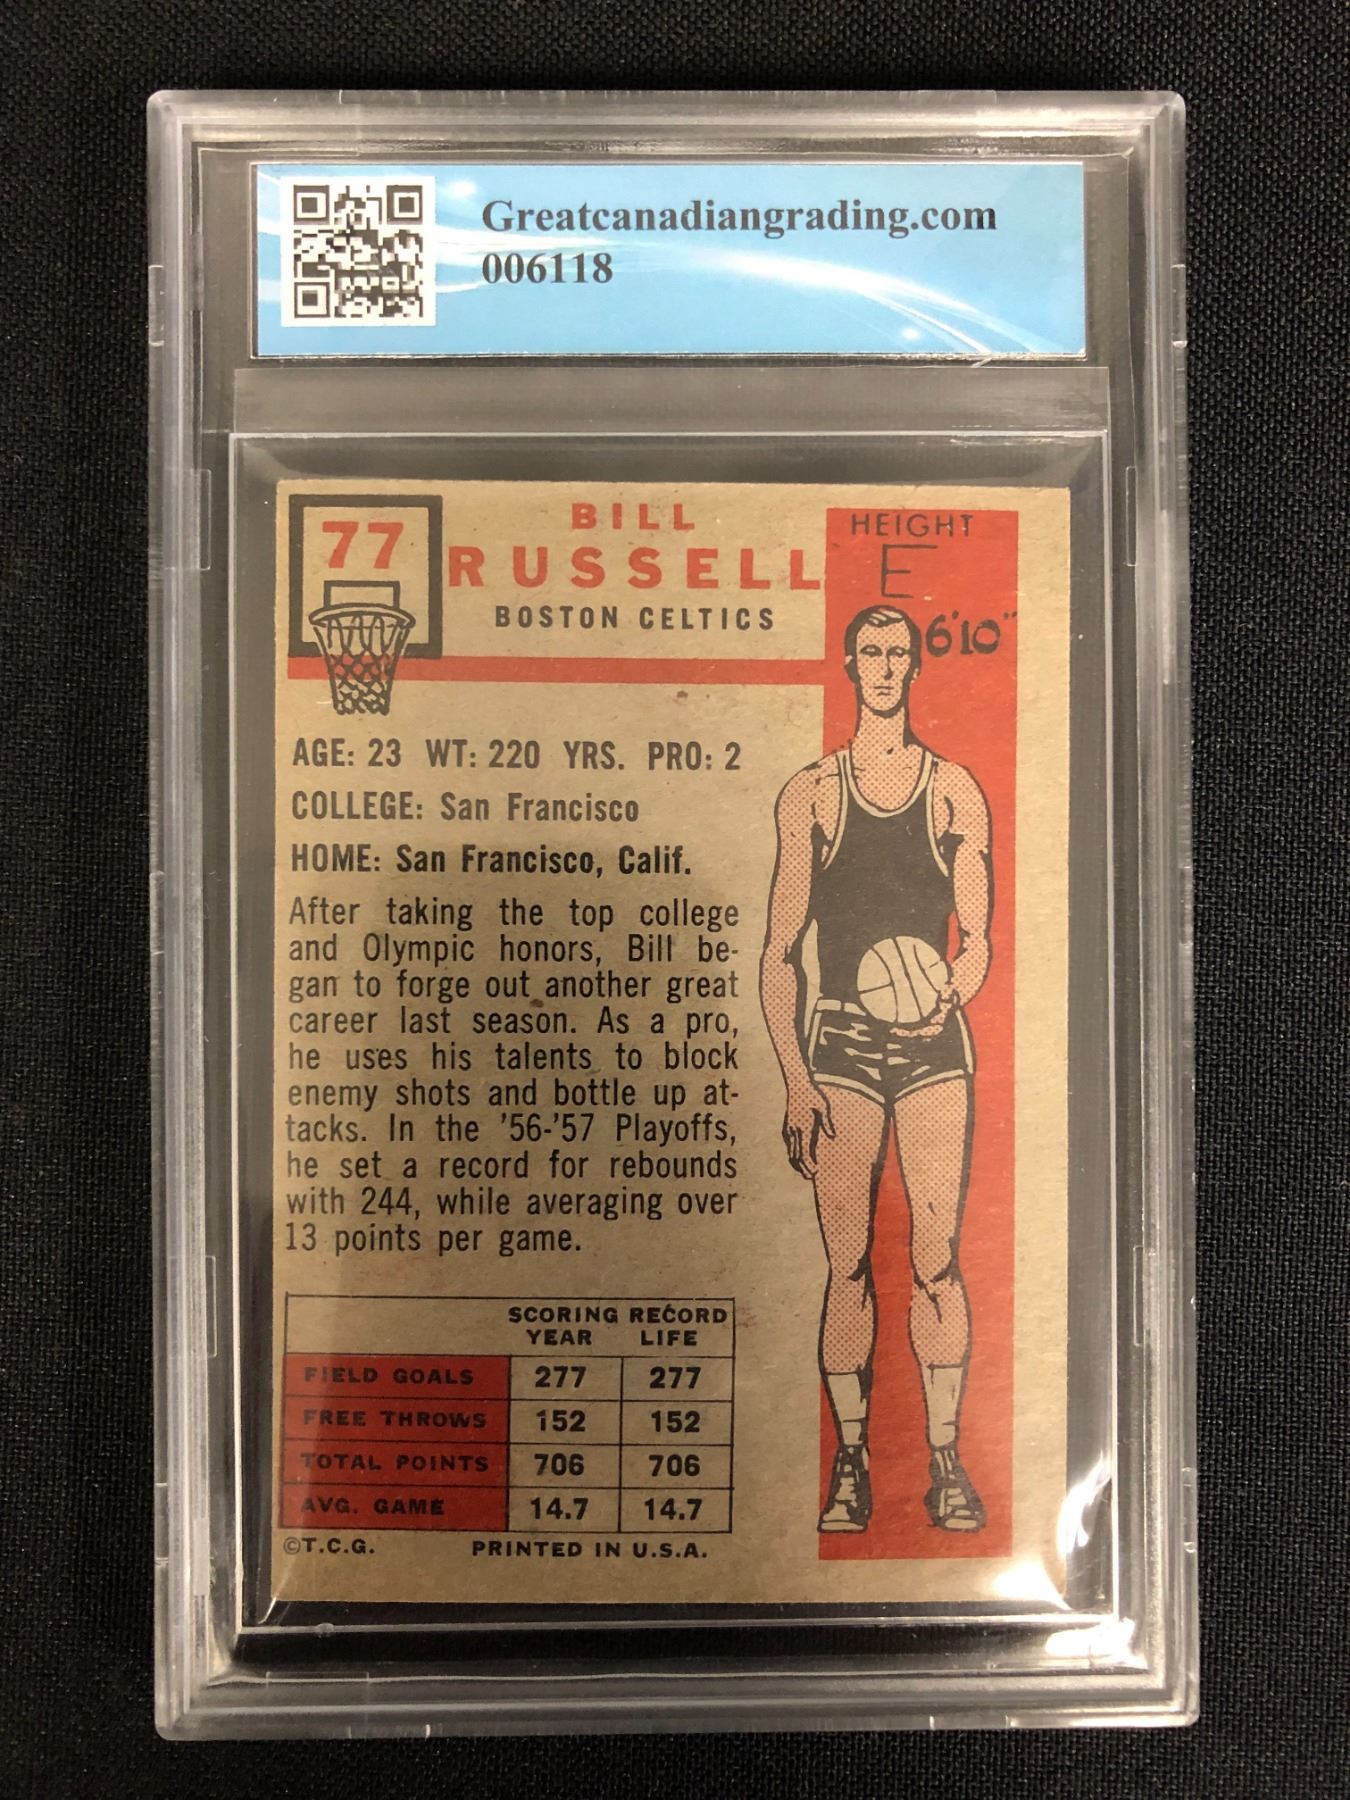 Greatcanadiangrading.com
006118
77
BILL
RUSSELL
BOSTON CELTICS
HEIGHT
E
6'10"
AGE: 23 WT: 220 YRS. PRO: 2
COLLEGE: San Francisco
HOME: San Francisco, Calif.
After taking the top college
and Olympic honors, Bill be-
gan to forge out another great
career last season. As a pro,
he uses his talents to block
enemy shots and bottle up at-
tacks. In the '56-'57 Playoffs,
he set a record for rebounds
with 244, while averaging over
13 points per game.
SCORING RECORD
YEAR LIFE
FIELD GOALS 277 277
FREE THROWS 152 152
TOTAL POINTS 706 706
AVG. GAME 14.7 14.7
©T.C.G. PRINTED IN U.S.A.